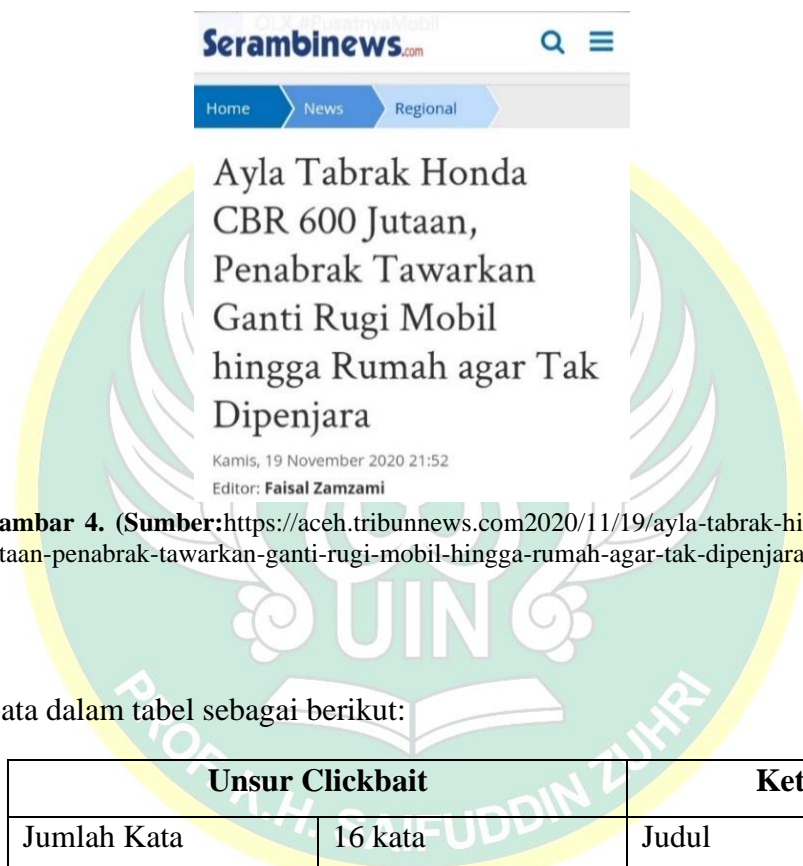 OLX #PusatnyaMobil
Serambinews.com
Home News Regional
Ayla Tabrak Honda
CBR 600 Jutaan,
Penabrak Tawarkan
Ganti Rugi Mobil
hingga Rumah agar Tak
Dipenjara
Kamis, 19 November 2020 21:52
Editor: Faisal Zamzami
ambar 4. (Sumber:https://aceh.tribunnews.com2020/11/19/ayla-tabrak-hi
taan-penabrak-tawarkan-ganti-rugi-mobil-hingga-rumah-agar-tak-dipenjara
UIN
ata dalam tabel sebagai berikut:
PROF. K.H. SAIFUDDIN ZUHRI
Unsur Clickbait Ket
Jumlah Kata 16 kata Judul